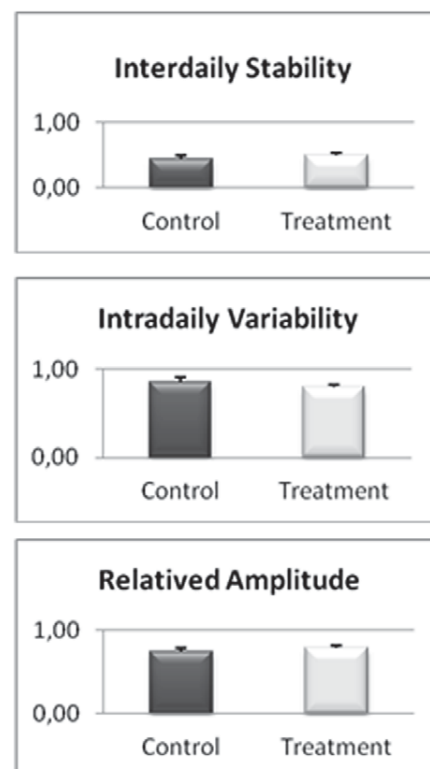 Interdaily Stability
1,00
0,00
Control Treatment
Intradaily Variability
1,00
0,00
Control Treatment
Relatived Amplitude
1,00
0,00
Control Treatment